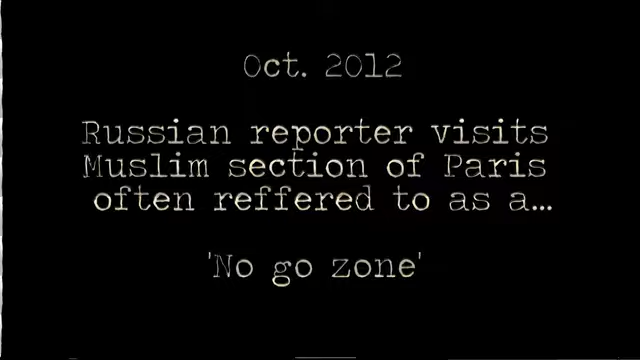 Oct. 2012
Russian reporter visits
Muslim section of Paris
often reffered to as a...
'No go zone'